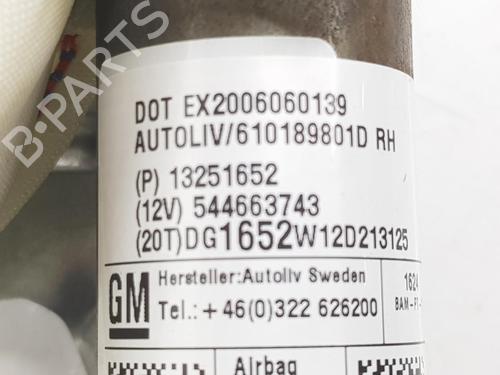 DOT EX2006060139
AUTOLIV/610189801D RH
(P) 13251652
(12V) 544663743
(20T)DG1652W12D213125
GM
Hersteller:Autoliv Sweden
Tel.:+46(0)322 626200
1624
Airbag
B-PARTS